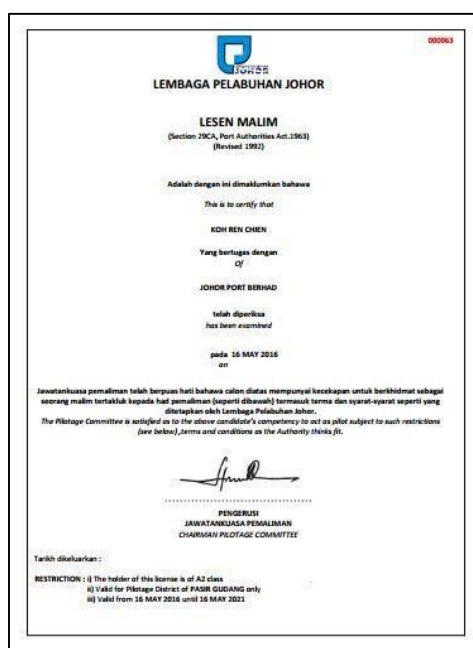 000063
JOHOR
LEMBAGA PELABUHAN JOHOR
LESEN MALIM
(Section 29CA, Port Authorities Act.1963)
(Revised 1992)
Adalah dengan ini dimaklumkan bahawa
This is to certify that
KOH REN CHIEN
Yang bertugas dengan
Of
JOHOR PORT BERHAD
telah diperiksa
has been examined
pada 16 MAY 2016
on
Jawatankuasa pemaliman telah berpuas hati bahawa calon diatas mempunyai kecekapan untuk berkhidmat sebagai
seorang malim tertakluk kepada had pemaliman (seperti dibawah) termasuk terma dan syarat-syarat seperti yang
ditetapkan oleh Lembaga Pelabuhan Johor.
The Pilotage Committee is satisfied as to the above candidate's competency to act as pilot subject to such restrictions
(see below) ,terms and conditions as the Authority thinks fit.
PENGERUSI
JAWATANKUASA PEMALIMAN
CHAIRMAN PILOTAGE COMMITTEE
Tarikh dikeluarkan :
RESTRICTION : i) The holder of this license is of A2 class
ii) Valid for Pilotage District of PASIR GUDANG only
iii) Valid from 16 MAY 2016 until 16 MAY 2021